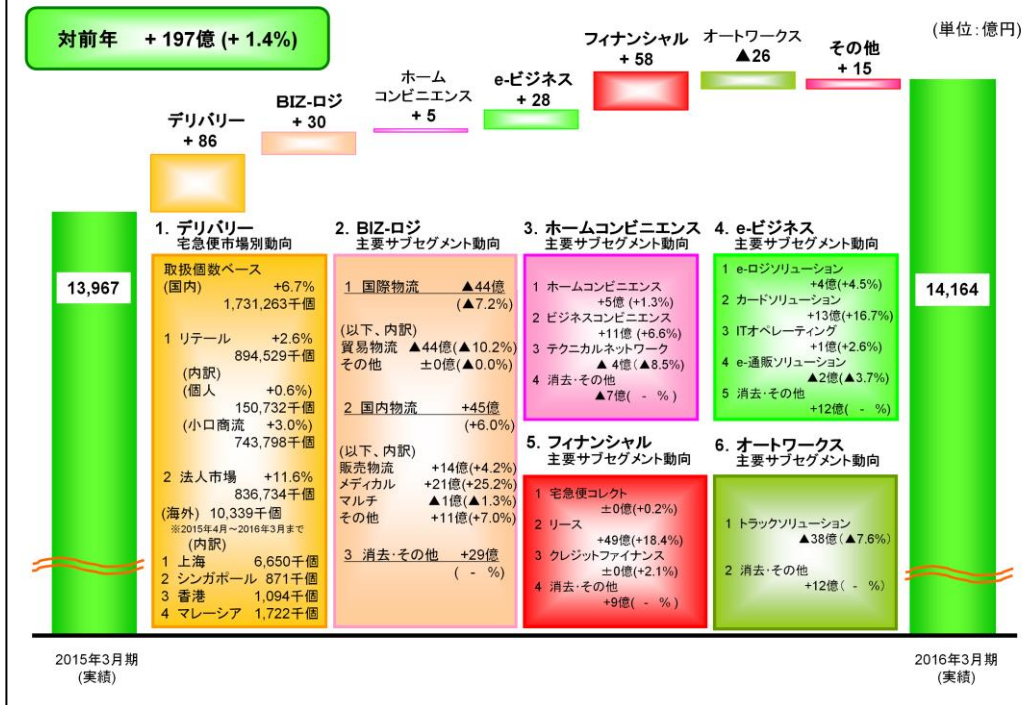 対前年 + 197億 (+ 1.4%)
(単位:億円)
デリバリー
+ 86
BIZ-ロジ
+ 30
ホーム
コンビニエンス
+ 5
e-ビジネス
+ 28
フィナンシャル
+ 58
オートワークス
▲26
その他
+ 15
13,967
14,164
1. デリバリー
宅急便市場別動向
取扱個数ベース
(国内) +6.7%
1,731,263千個
1 リテール +2.6%
894,529千個
(内訳)
(個人 +0.6%)
150,732千個
(小口商流 +3.0%)
743,798千個
2 法人市場 +11.6%
836,734千個
(海外) 10,339千個
※2015年4月~2016年3月まで
(内訳)
1 上海 6,650千個
2 シンガポール 871千個
3 香港 1,094千個
4 マレーシア 1,722千個
2. BIZ-ロジ
主要サブセグメント動向
1 国際物流 ▲44億
(▲7.2%)
(以下、内訳)
貿易物流 ▲44億(▲10.2%)
その他 ±0億(▲0.0%)
2 国内物流 +45億
(+6.0%)
(以下、内訳)
販売物流 +14億(+4.2%)
メディカル +21億(+25.2%)
マルチ ▲1億(▲1.3%)
その他 +11億(+7.0%)
3 消去・その他 +29億
( - %)
3. ホームコンビニエンス
主要サブセグメント動向
1 ホームコンビニエンス
+5億 (+1.3%)
2 ビジネスコンビニエンス
+11億 (+6.6%)
3 テクニカルネットワーク
▲ 4億 (▲8.5%)
4 消去・その他
▲7億( - % )
4. e-ビジネス
主要サブセグメント動向
1 e-ロジソリューション
+4億(+4.5%)
2 カードソリューション
+13億(+16.7%)
3 ITオペレーティング
+1億(+2.6%)
4 e-通販ソリューション
▲2億(▲3.7%)
5 消去・その他
+12億( - %)
5. フィナンシャル
主要サブセグメント動向
1 宅急便コレクト
±0億(+0.2%)
2 リース
+49億(+18.4%)
3 クレジットファイナンス
±0億(+2.1%)
4 消去・その他
+9億( - % )
6. オートワークス
主要サブセグメント動向
1 トラックソリューション
▲38億(▲7.6%)
2 消去・その他
+12億( - %)
2015年3月期
(実績)
2016年3月期
(実績)